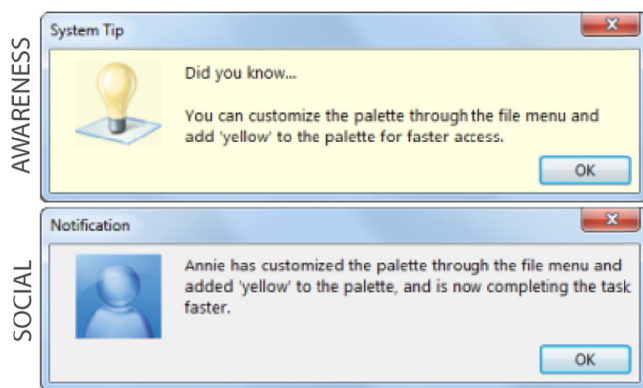 AWARENESS
System Tip
Did you know...
You can customize the palette through the file menu and
add 'yellow' to the palette for faster access.
OK
SOCIAL
Notification
Annie has customized the palette through the file menu and
added 'yellow' to the palette, and is now completing the task
faster.
OK